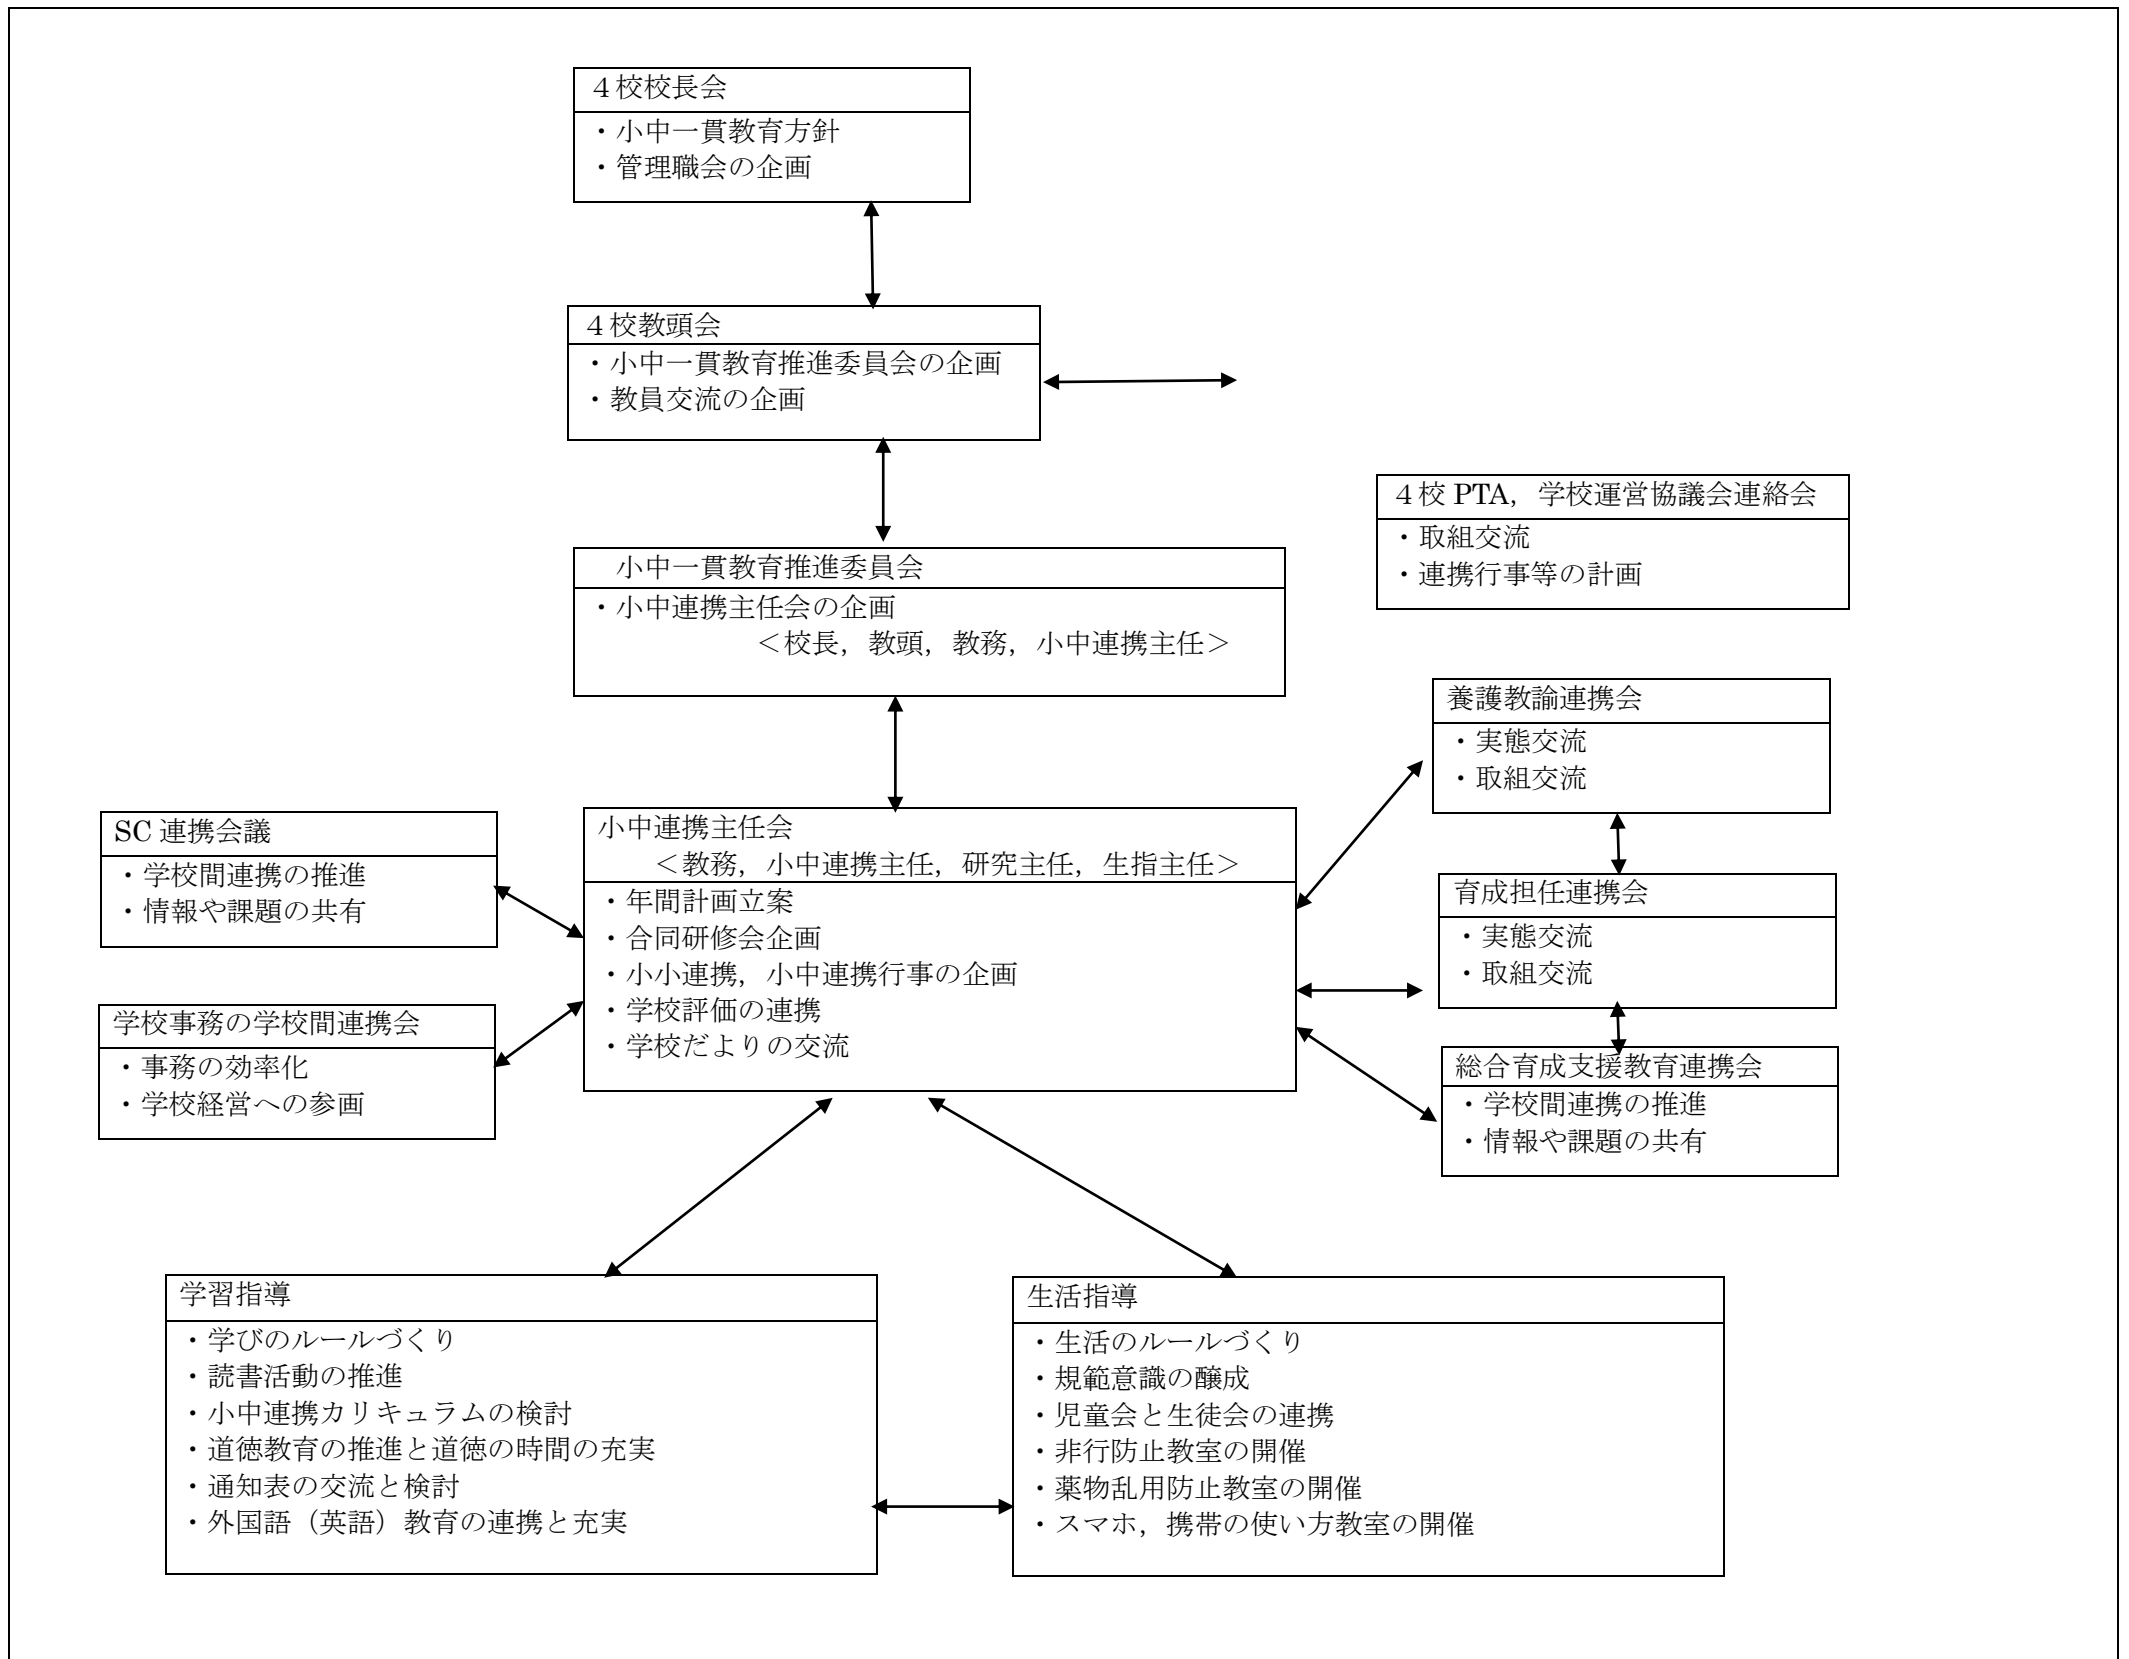 ４校校長会
・小中一貫教育方針
・管理職会の企画
４校教頭会
・小中一貫教育推進委員会の企画
・教員交流の企画
４校 PTA，学校運営協議会連絡会
・取組交流
・連携行事等の計画
小中一貫教育推進委員会
・小中連携主任会の企画
＜校長，教頭，教務，小中連携主任＞
養護教諭連携会
・実態交流
・取組交流
SC 連携会議
・学校間連携の推進
・情報や課題の共有
小中連携主任会
＜教務，小中連携主任，研究主任，生指主任＞
・年間計画立案
・合同研修会企画
・小小連携，小中連携行事の企画
・学校評価の連携
・学校だよりの交流
育成担任連携会
・実態交流
・取組交流
学校事務の学校間連携会
・事務の効率化
・学校経営への参画
総合育成支援教育連携会
・学校間連携の推進
・情報や課題の共有
学習指導
・学びのルールづくり
・読書活動の推進
・小中連携カリキュラムの検討
・道徳教育の推進と道徳の時間の充実
・通知表の交流と検討
・外国語（英語）教育の連携と充実
生活指導
・生活のルールづくり
・規範意識の醸成
・児童会と生徒会の連携
・非行防止教室の開催
・薬物乱用防止教室の開催
・スマホ，携帯の使い方教室の開催